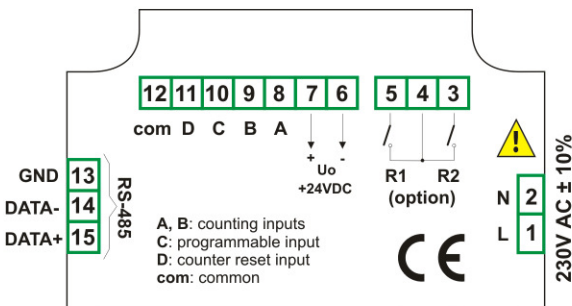 12 11 10 9 8 7 6 5 4 3
com D C B A
+ -
Uo
+24VDC
R1 R2
(option)
GND 13
DATA- 14
DATA+ 15
RS-485
A, B: counting inputs
C: programmable input
D: counter reset input
com: common
CE
!
N 2
L 1
230V AC ± 10%